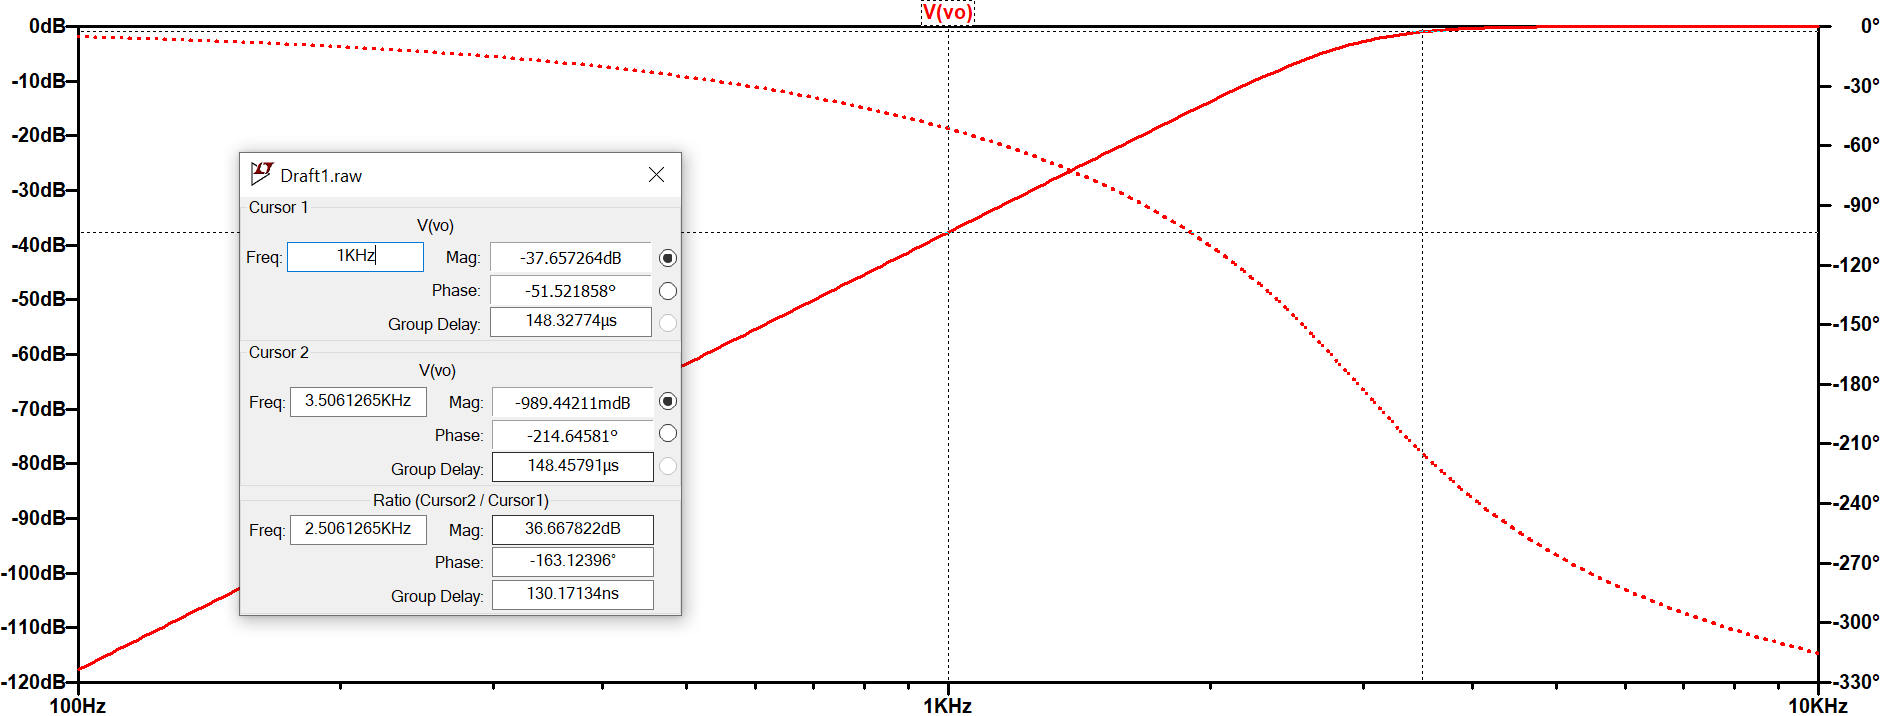 V(vo)
0dB
-10dB
-20dB
-30dB
-40dB
-50dB
-60dB
-70dB
-80dB
-90dB
-100dB
-110dB
-120dB
0°
-30°
-60°
-90°
-120°
-150°
-180°
-210°
-240°
-270°
-300°
-330°
100Hz
1KHz
10KHz
Draft1.raw
Cursor 1
V(vo)
Freq: 1KHz Mag: -37.657264dB
Phase: -51.521858°
Group Delay: 148.32774µs
Cursor 2
V(vo)
Freq: 3.5061265KHz Mag: -989.44211mdB
Phase: -214.64581°
Group Delay: 148.45791µs
Ratio (Cursor2 / Cursor1)
Freq: 2.5061265KHz Mag: 36.667822dB
Phase: -163.12396°
Group Delay: 130.17134ns